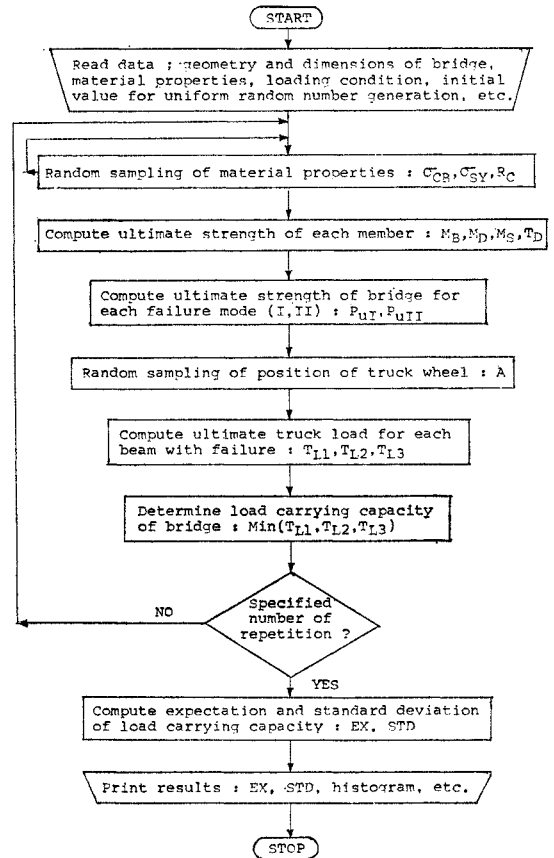 START
Read data ; geometry and dimensions of bridge,
material properties, loading condition, initial
value for uniform random number generation, etc.
Random sampling of material properties : σCB,σSY,RC
Compute ultimate strength of each member : MB,MD,MS,TD
Compute ultimate strength of bridge for
each failure mode (I,II) : PuI,PuII
Random sampling of position of truck wheel : A
Compute ultimate truck load for each
beam with failure : TL1,TL2,TL3
Determine load carrying capacity
of bridge : Min(TL1,TL2,TL3)
Specified
number of
repetition ?
NO
YES
Compute expectation and standard deviation
of load carrying capacity : EX, STD
Print results : EX, STD, histogram, etc.
STOP